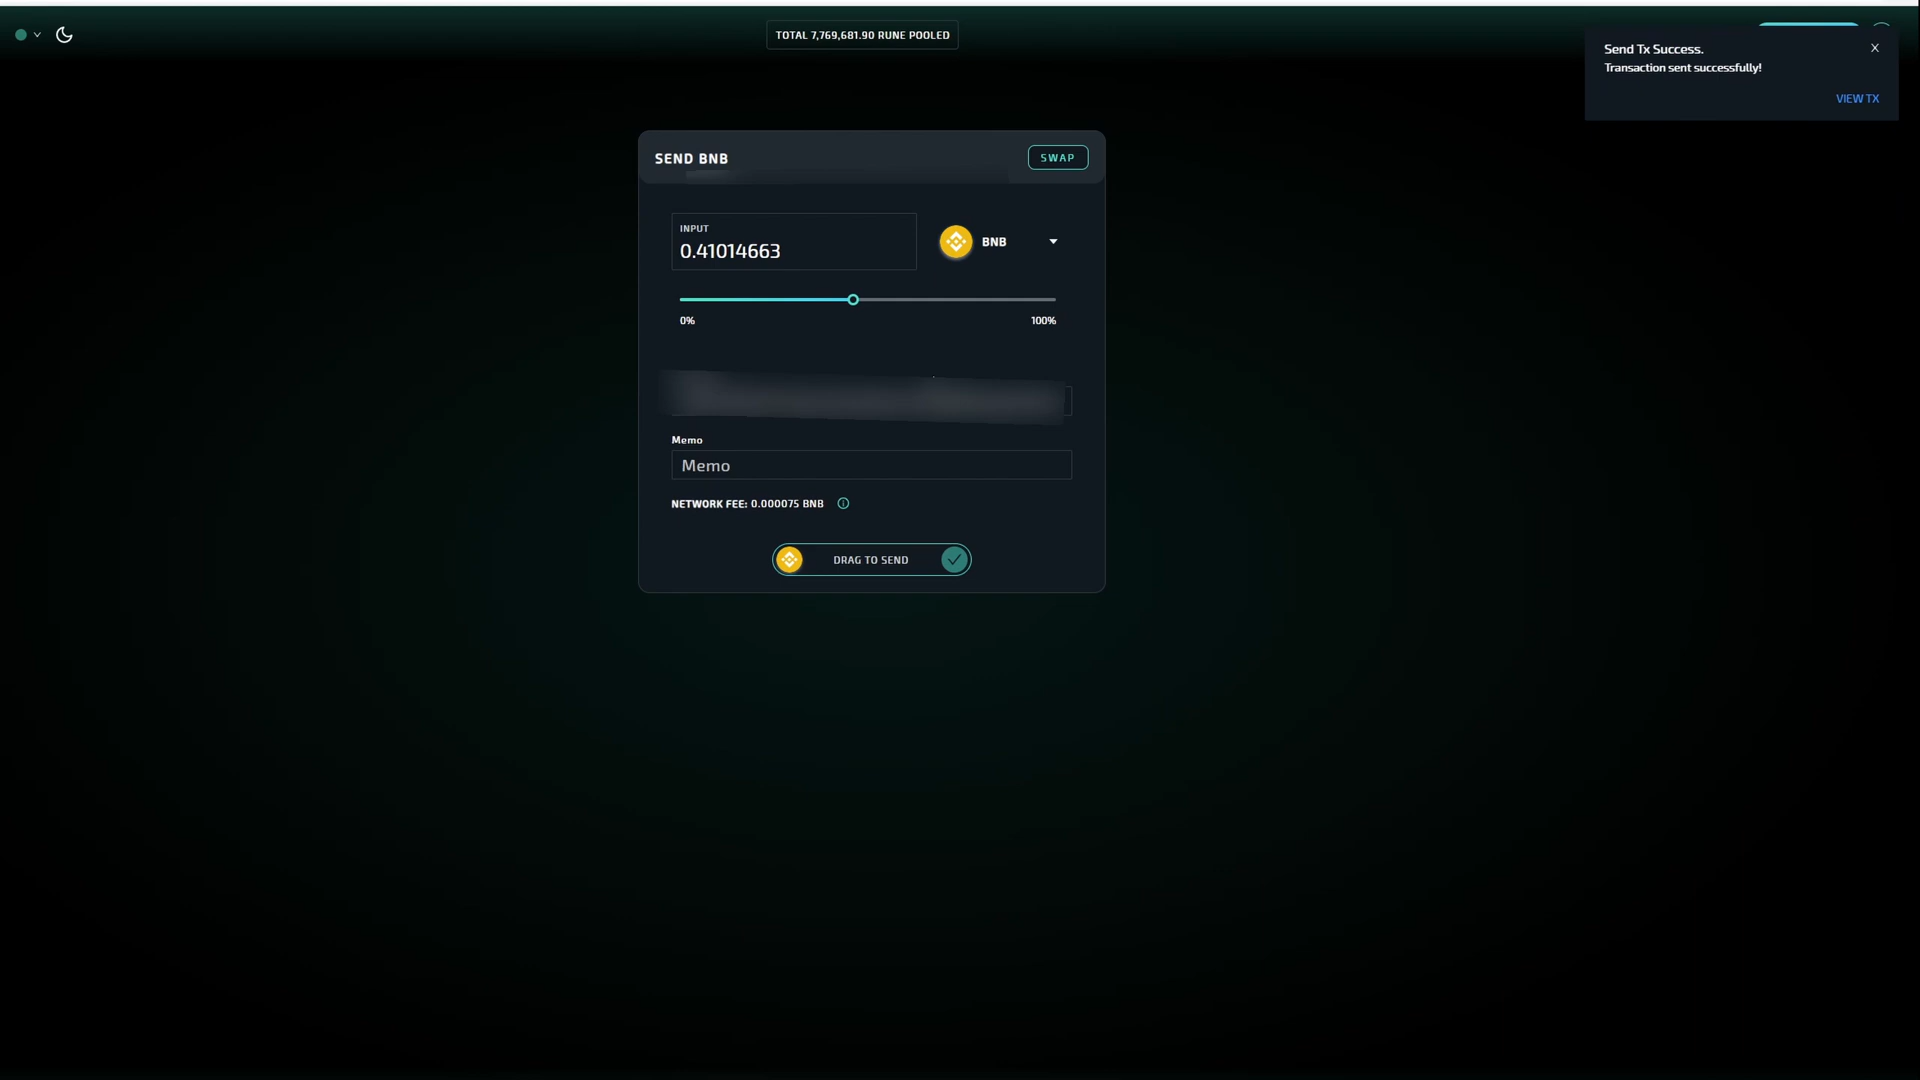 TOTAL 7,769,681.90 RUNE POOLED
Send Tx Success.
X
Transaction sent successfully!
VIEW TX
SEND BNB
SWAP
INPUT
0.41014663
BNB
0%
100%
Memo
Memo
NETWORK FEE: 0.000075 BNB
DRAG TO SEND